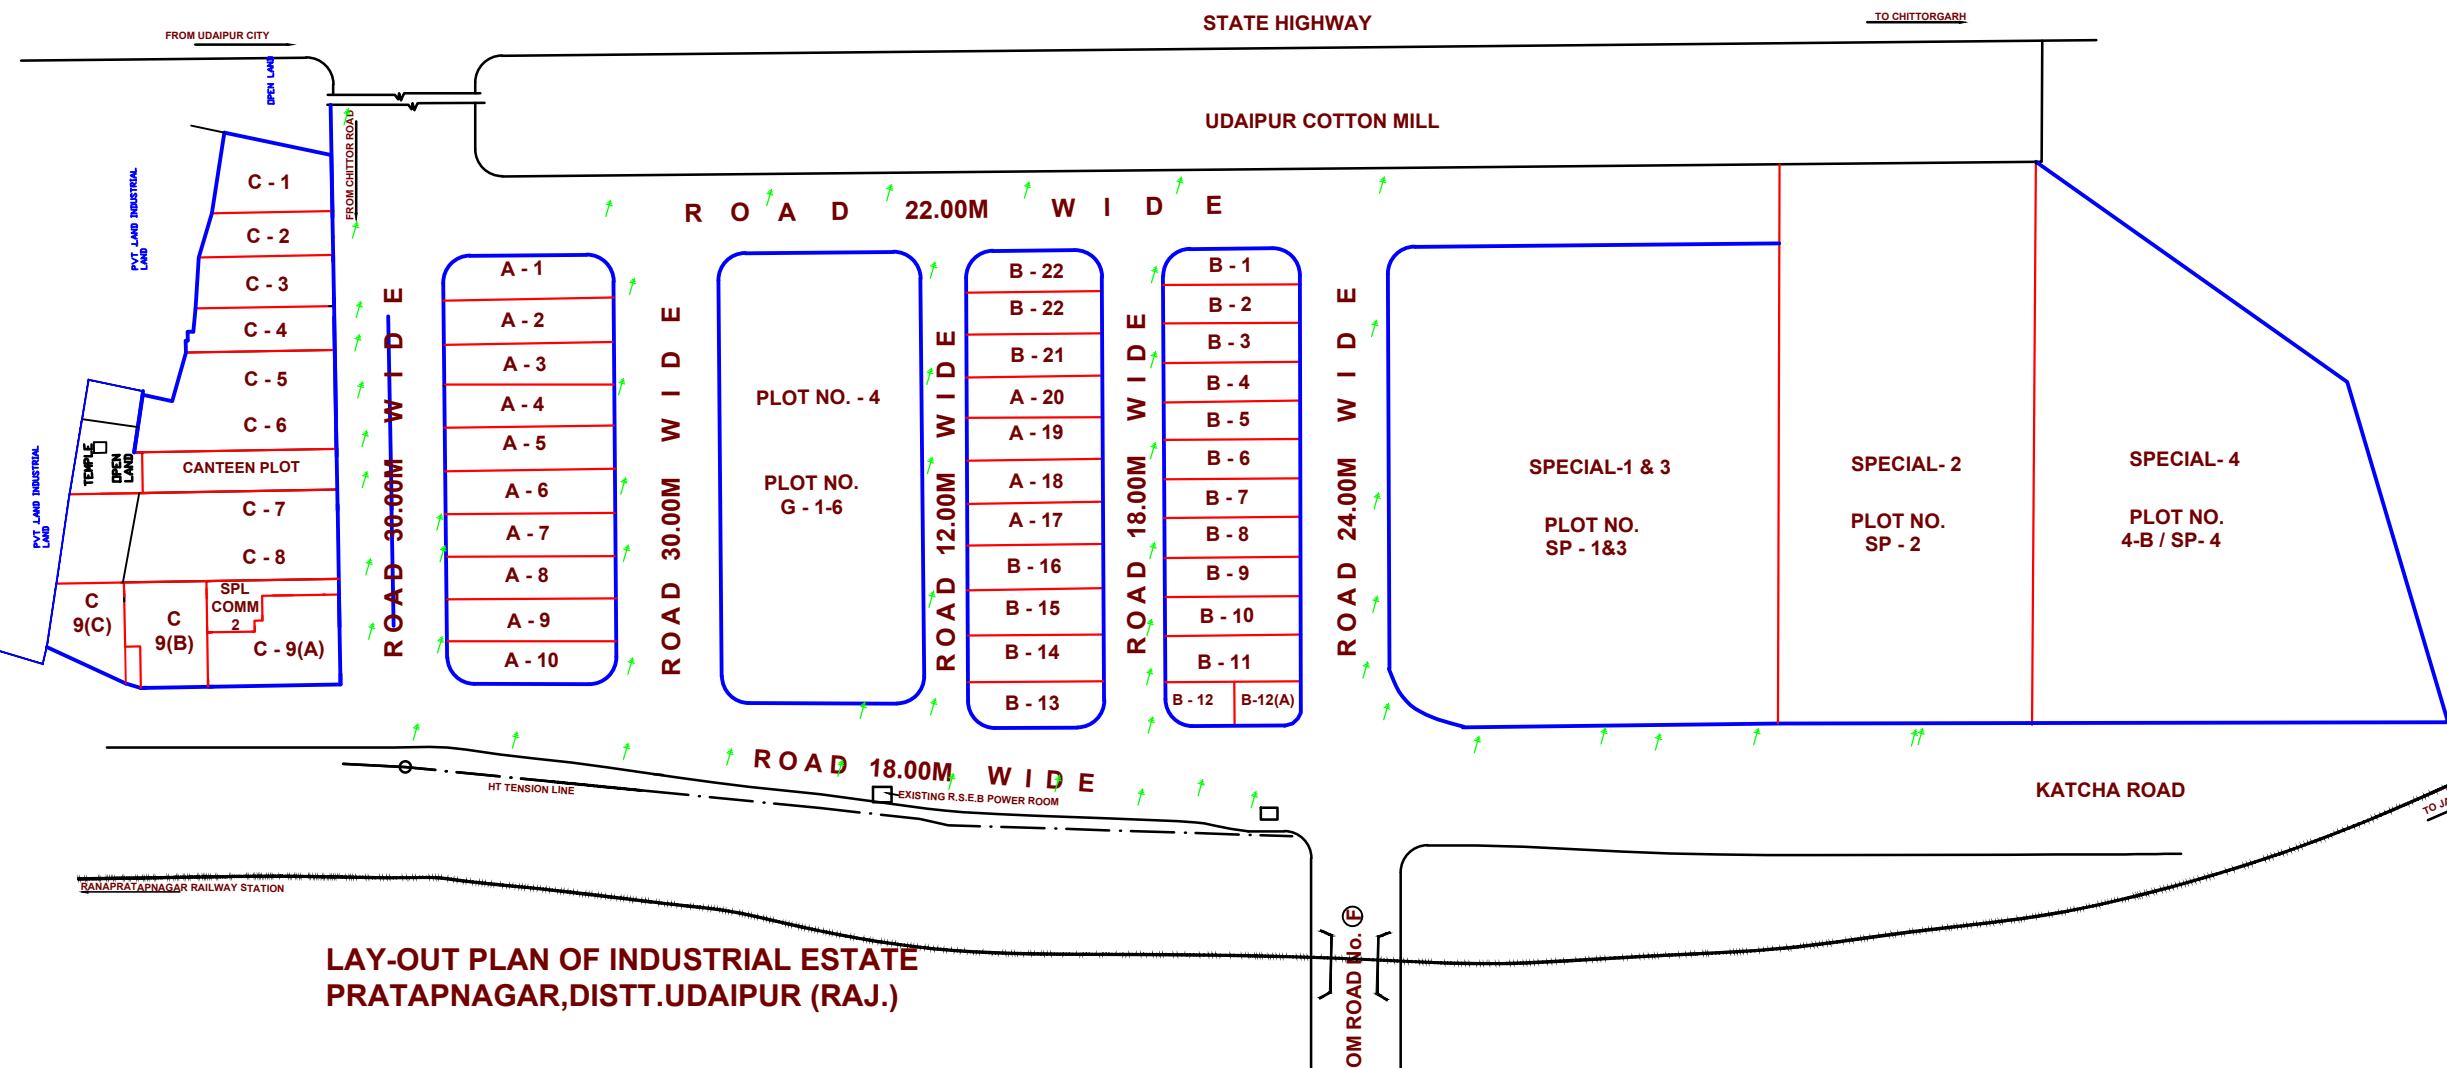 STATE HIGHWAY
TO CHITTORGARH
FROM UDAIPUR CITY
OPEN LAND
UDAIPUR COTTON MILL
FROM CHITTOR ROAD
PVT .LAND INDUSTRIAL
LAND
C - 1
C - 2
C - 3
C - 4
C - 5
C - 6
CANTEEN PLOT
C - 7
C - 8
TEMPLE
OPEN
LAND
PVT .LAND INDUSTRIAL
LAND
C
9(C)
C
9(B)
SPL
COMM
2
C - 9(A)
ROAD 22.00M WIDE
ROAD 30.00M WIDE
A - 1
A - 2
A - 3
A - 4
A - 5
A - 6
A - 7
A - 8
A - 9
A - 10
ROAD 30.00M WIDE
PLOT NO. - 4
PLOT NO.
G - 1-6
ROAD 12.00M WIDE
B - 22
B - 22
B - 21
A - 20
A - 19
A - 18
A - 17
B - 16
B - 15
B - 14
B - 13
ROAD 18.00M WIDE
B - 1
B - 2
B - 3
B - 4
B - 5
B - 6
B - 7
B - 8
B - 9
B - 10
B - 11
B - 12
B-12(A)
ROAD 24.00M WIDE
SPECIAL-1 & 3
PLOT NO.
SP - 1&3
SPECIAL- 2
PLOT NO.
SP - 2
SPECIAL- 4
PLOT NO.
4-B / SP- 4
ROAD 18.00M WIDE
HT TENSION LINE
EXISTING R.S.E.B POWER ROOM
KATCHA ROAD
TO JA
RANAPRATAPNAGAR RAILWAY STATION
OM ROAD No. F
LAY-OUT PLAN OF INDUSTRIAL ESTATE
PRATAPNAGAR,DISTT.UDAIPUR (RAJ.)